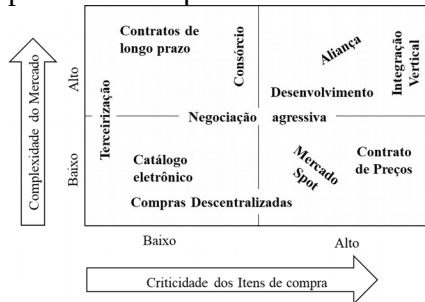 Contratos de
longo prazo
Consórcio
Aliança
Integração
Vertical
Desenvolvimento
Complexidade do Mercado
Alto
Terceirização
Negociação agressiva
Baixo
Catálogo
eletrônico
Mercado
Spot
Contrato
de Preços
Compras Descentralizadas
Baixo
Alto
Criticidade dos Itens de compra